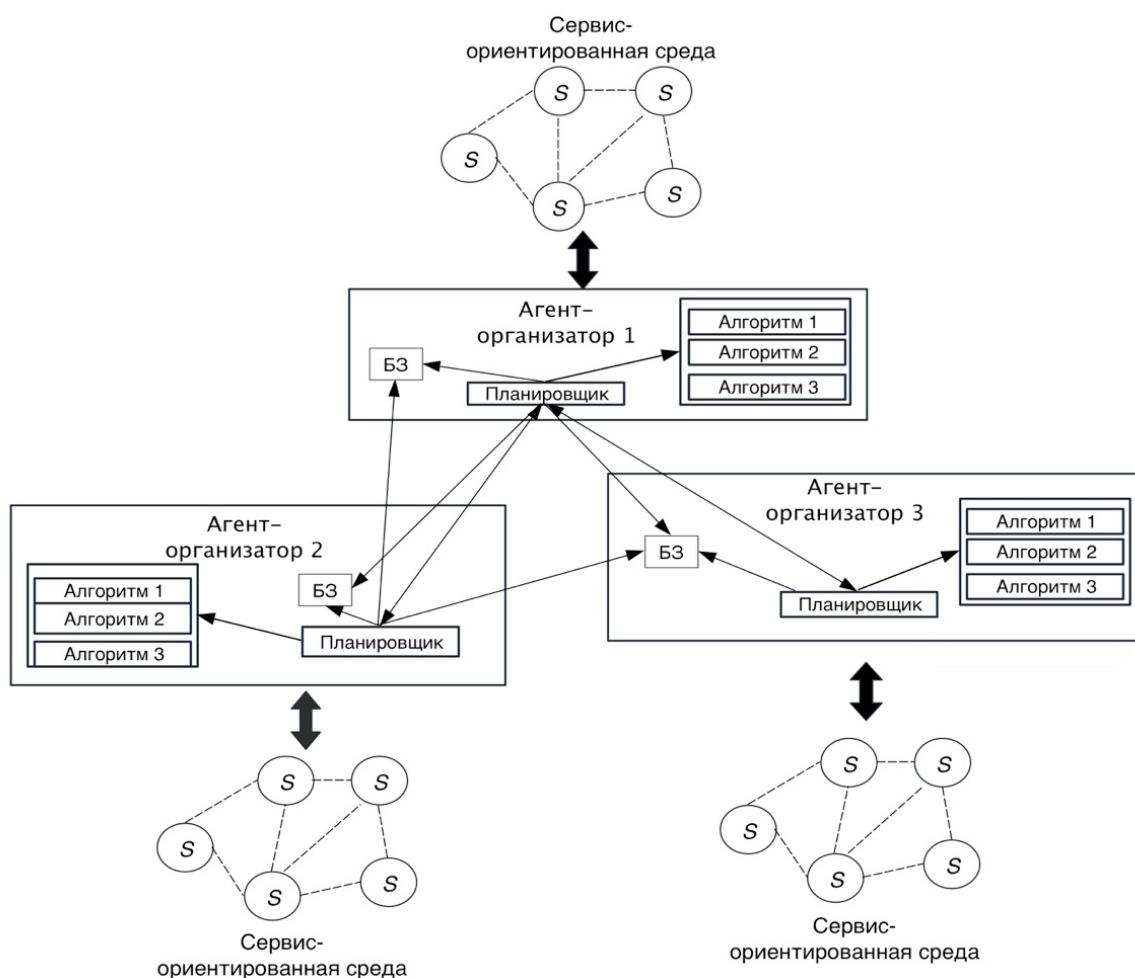 Сервис-
ориентированная среда
S
S
S
S
S
Агент-
организатор 1
Алгоритм 1
Алгоритм 2
Алгоритм 3
БЗ
Планировщик
Агент-
организатор 2
Алгоритм 1
Алгоритм 2
Алгоритм 3
БЗ
Планировщик
Агент-
организатор 3
Алгоритм 1
Алгоритм 2
Алгоритм 3
БЗ
Планировщик
S
S
S
S
S
Сервис-
ориентированная среда
S
S
S
S
S
Сервис-
ориентированная среда